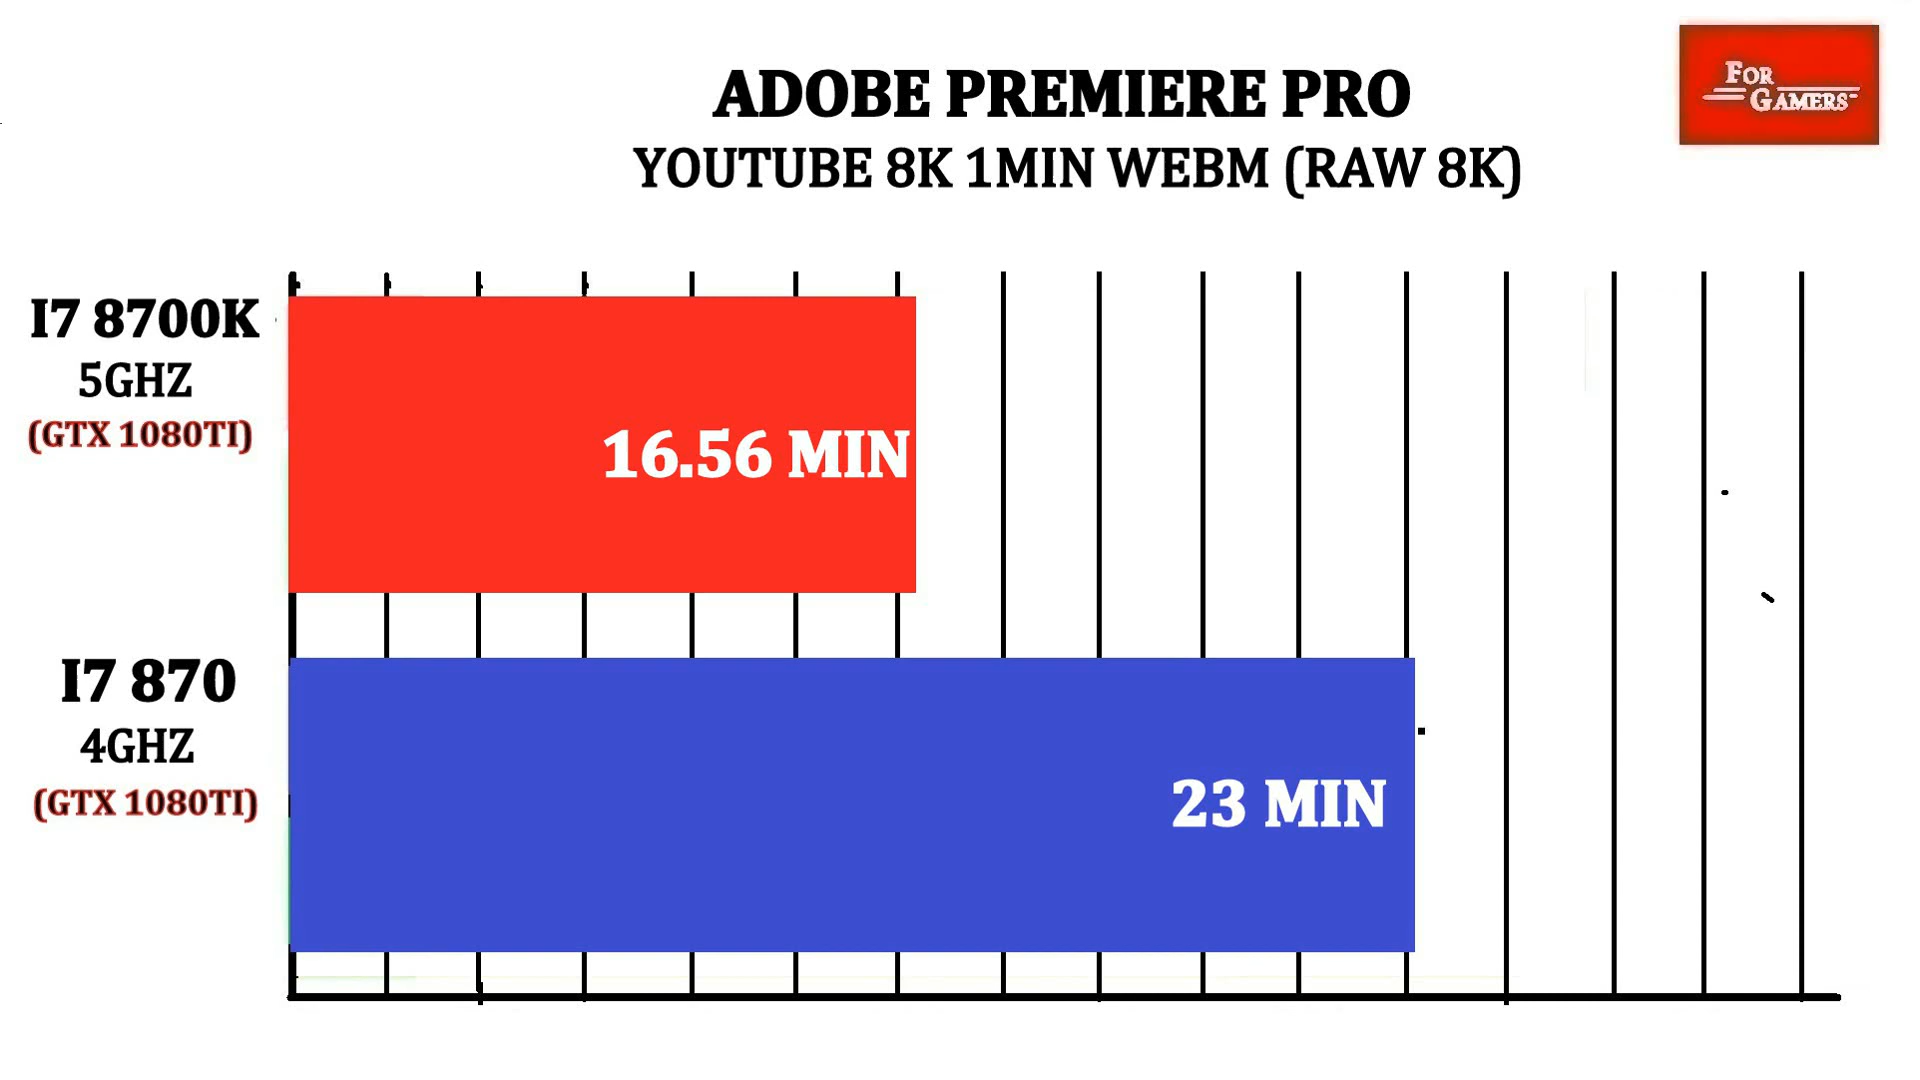 ADOBE PREMIERE PRO
YOUTUBE 8K 1MIN WEBM (RAW 8K)
FOR
GAMERS
I7 8700K
5GHZ
(GTX 1080TI)
16.56 MIN
I7 870
4GHZ
(GTX 1080TI)
23 MIN